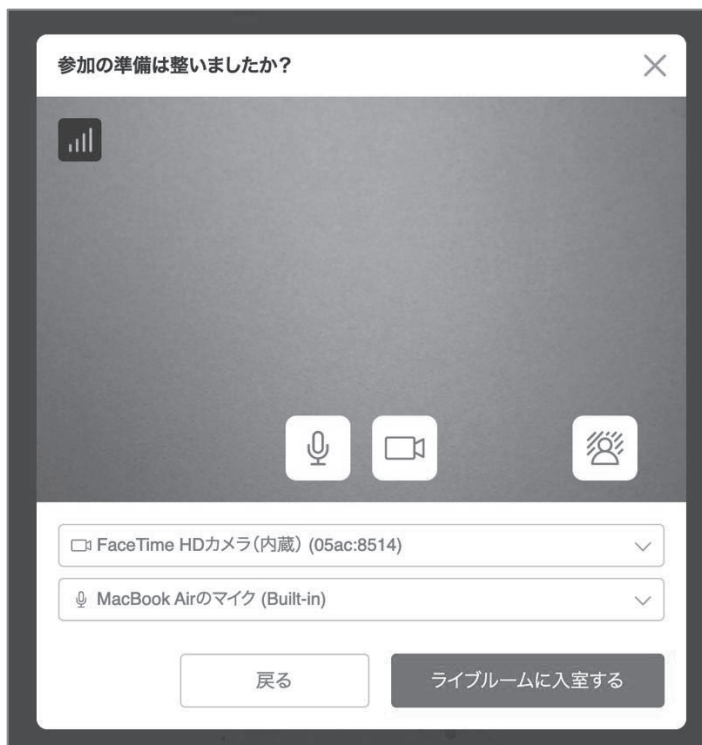 参加の準備は整いましたか?
FaceTime HDカメラ(内蔵) (05ac:8514)
MacBook Airのマイク (Built-in)
戻る
ライブルームに入室する